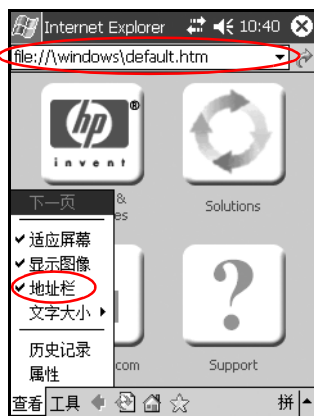 Internet Explorer 10:40
file://\windows\default.htm
hp
®
invent
&
es
Solutions
下一页
适应屏幕
显示图像
地址栏
文字大小
历史记录
属性
com
Support
查看 工具 拼